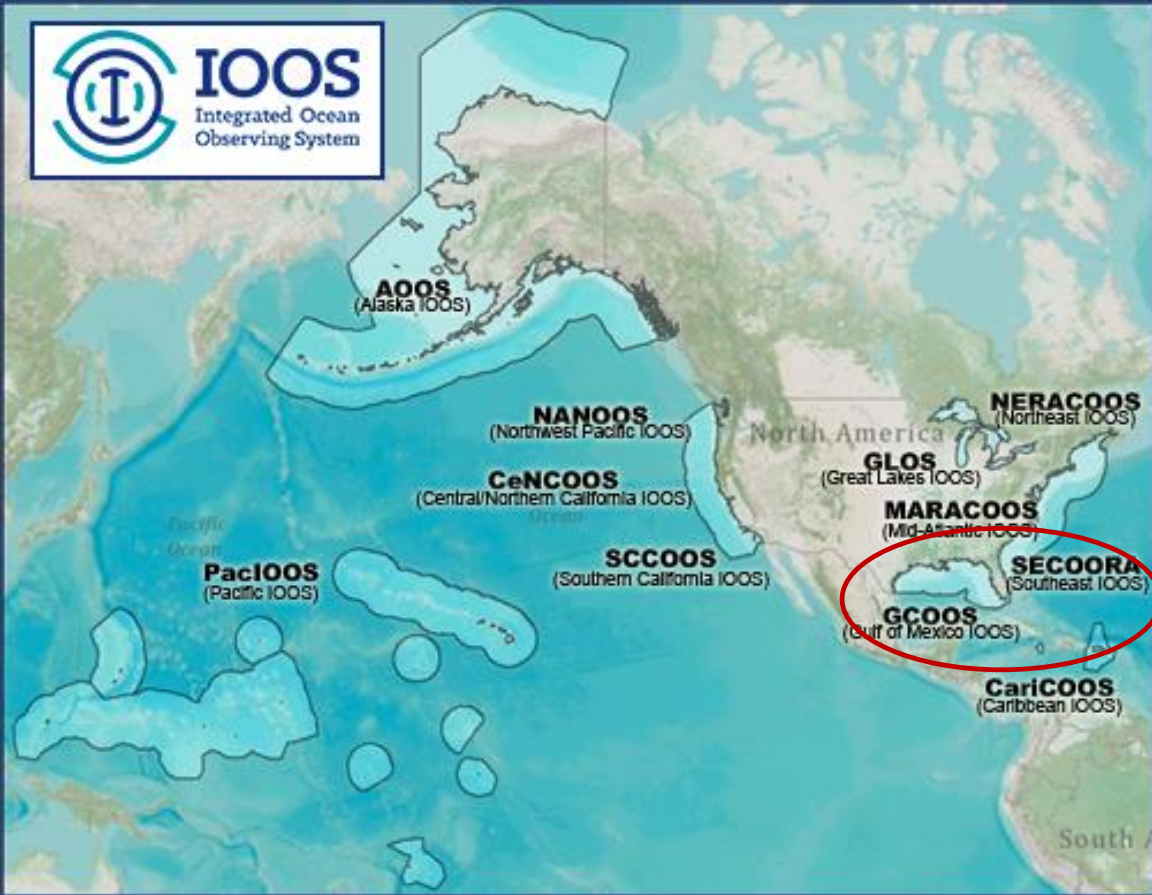 IOOS
Integrated Ocean
Observing System
AOOS
(Alaska IOOS)
NANOOS
(Northwest Pacific IOOS)
NERACOOS
(Northeast IOOS)
North America
GLOS
(Great Lakes IOOS)
CeNCOOS
(Central/Northern California IOOS)
Ocean
MARACOOS
(Mid-Atlantic IOOS)
Pacific
Ocean
SCCOOS
(Southern California IOOS)
SECOORA
(Southeast IOOS)
PacIOOS
(Pacific IOOS)
GCOOS
(Gulf of Mexico IOOS)
CariCOOS
(Caribbean IOOS)
South A